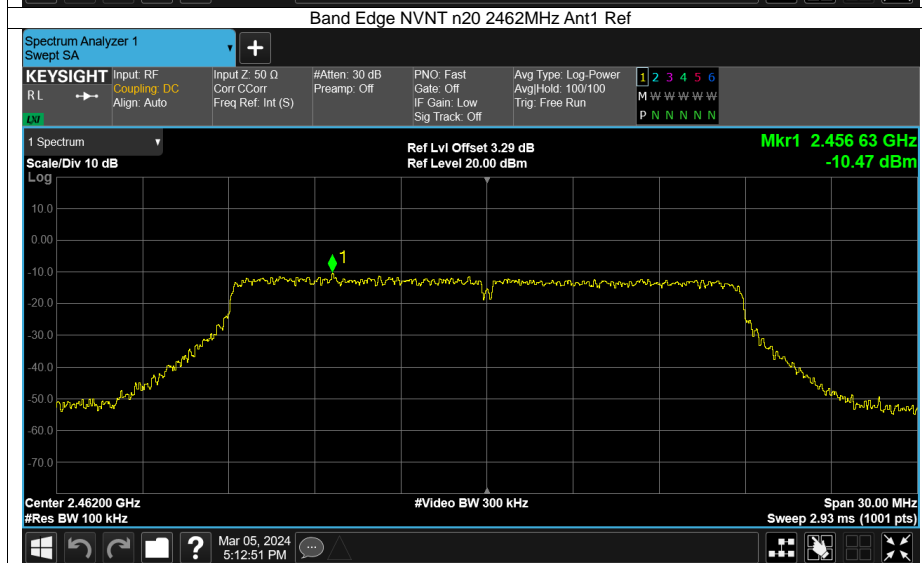 Band Edge NVNT n20 2462MHz Ant1 Ref
Spectrum Analyzer 1
Swept SA
KEYSIGHT Input: RF Input Z: 50 Ω #Atten: 30 dB PNO: Fast Avg Type: Log-Power 1 2 3 4 5 6
RL Coupling: DC Corr CCorr Preamp: Off Gate: Off Avg|Hold: 100/100 M W W W W W
Align: Auto Freq Ref: Int (S) IF Gain: Low Trig: Free Run
LXI Sig Track: Off P N N N N N
1 Spectrum Ref Lvl Offset 3.29 dB Mkr1 2.456 63 GHz
Scale/Div 10 dB Ref Level 20.00 dBm -10.47 dBm
Log
10.0
0.00
1
-10.0
-20.0
-30.0
-40.0
-50.0
-60.0
-70.0
Center 2.46200 GHz #Video BW 300 kHz Span 30.00 MHz
#Res BW 100 kHz Sweep 2.93 ms (1001 pts)
? Mar 05, 2024
5:12:51 PM